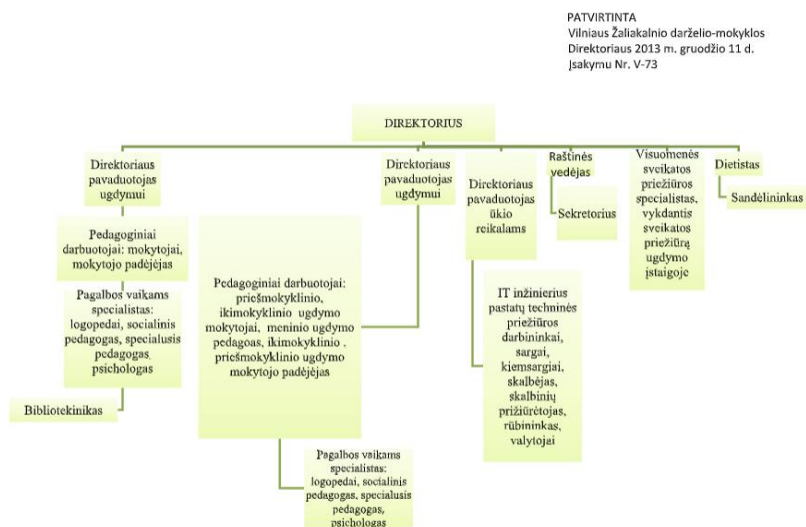 PATVIRTINTA
Vilniaus Žaliakalnio darželio-mokyklos
Direktoriaus 2013 m. gruodžio 11 d.
Įsakymu Nr. V-73
DIREKTORIUS
Direktoriaus
pavaduotojas
ugdymui
Pedagoginiai
darbuotojai: mokytojai,
mokytojo padėjėjas
Pagalbos vaikams
specialistas:
logopedai, socialinis
pedagogas, specialusis
pedagogas,
psichologas
Bibliotekinikas
Direktoriaus
pavaduotojas
ugdymui
Pedagoginiai darbuotojai:
priešmokyklinio,
ikimokyklinio ugdymo
mokytojai, meninio ugdymo
pedagoas, ikimokyklinio .
priešmokyklinio ugdymo
mokytojo padėjėjas
Pagalbos vaikams
specialistas:
logopedai, socialinis
pedagogas, specialusis
pedagogas,
psichologas
Direktoriaus
pavaduotojas
ūkio
reikalams
IT inžinierius
pastatų techninės
priežiūros
darbininkai,
sargai,
kiemsargiai,
skalbėjas,
skalbinių
prižiūrėtojas,
rūbininkas,
valytojai
Raštinės
vedėjas
Sekretorius
Visuomenės
sveikatos
priežiūros
specialistas,
vykdantis
sveikatos
priežiūrą
ugdymo
įstaigoje
Dietistas
Sandėlininkas